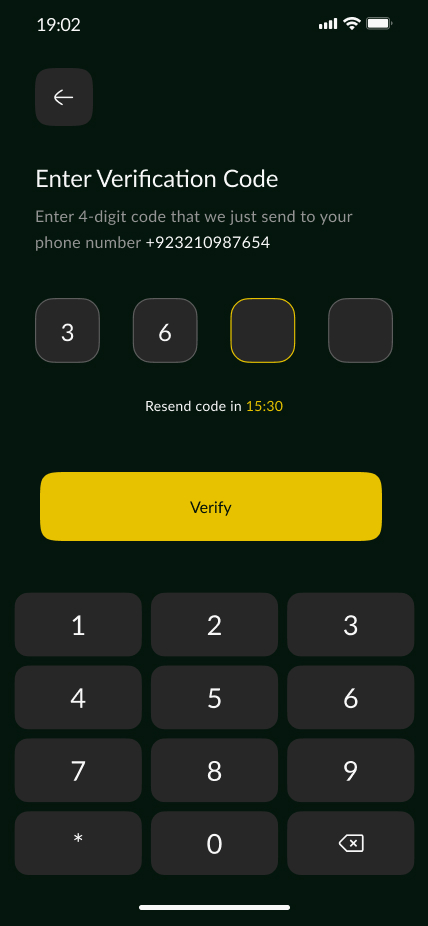 19:02
Enter Verification Code
Enter 4-digit code that we just send to your
phone number +923210987654
3 6
Resend code in 15:30
Verify
1 2 3
4 5 6
7 8 9
* 0